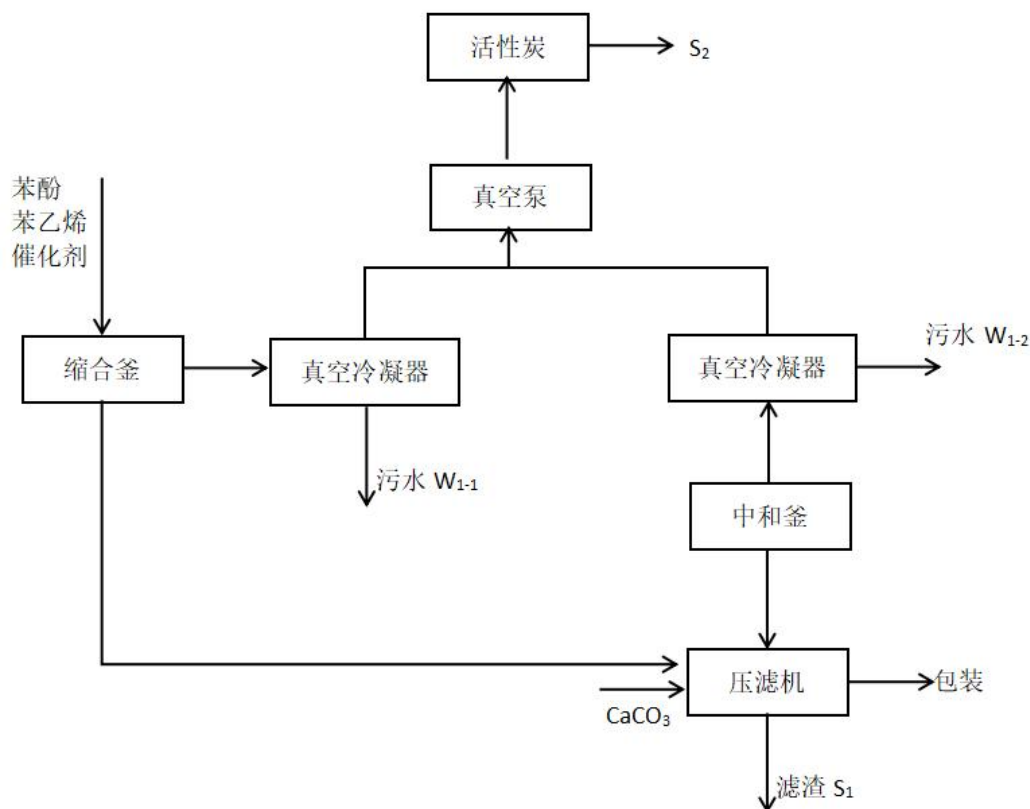 活性炭
S₂
真空泵
苯酚
苯乙烯
催化剂
缩合釜
真空冷凝器
真空冷凝器
污水 W₁₋₂
污水 W₁₋₁
中和釜
压滤机
包装
CaCO₃
滤渣 S₁